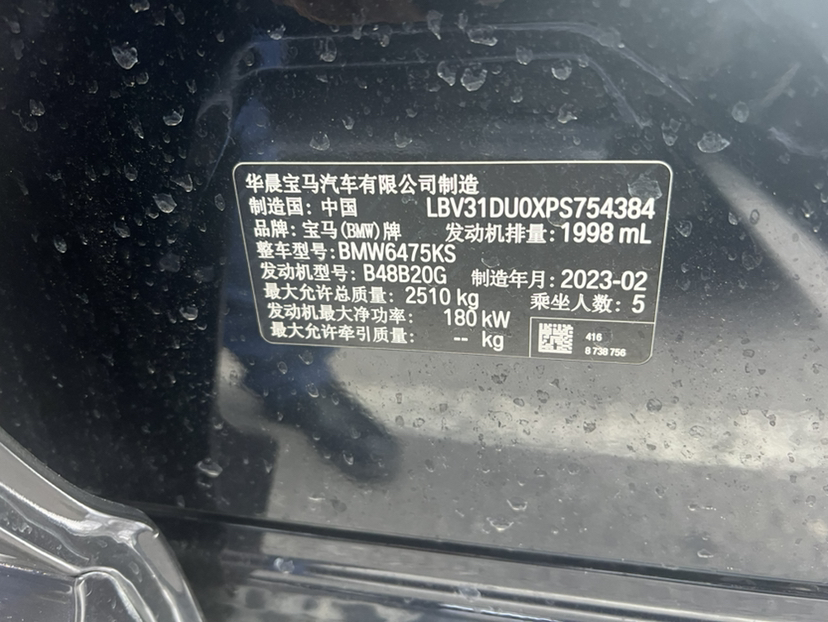 华晨宝马汽车有限公司制造
制造国: 中国 LBV31DU0XPS754384
品牌: 宝马(BMW)牌 发动机排量: 1998 mL
整车型号: BMW6475KS
发动机型号: B48B20G 制造年月: 2023-02
最大允许总质量: 2510 kg 乘坐人数: 5
发动机最大净功率: 180 kW
最大允许牵引质量: -- kg
416
8 738 756